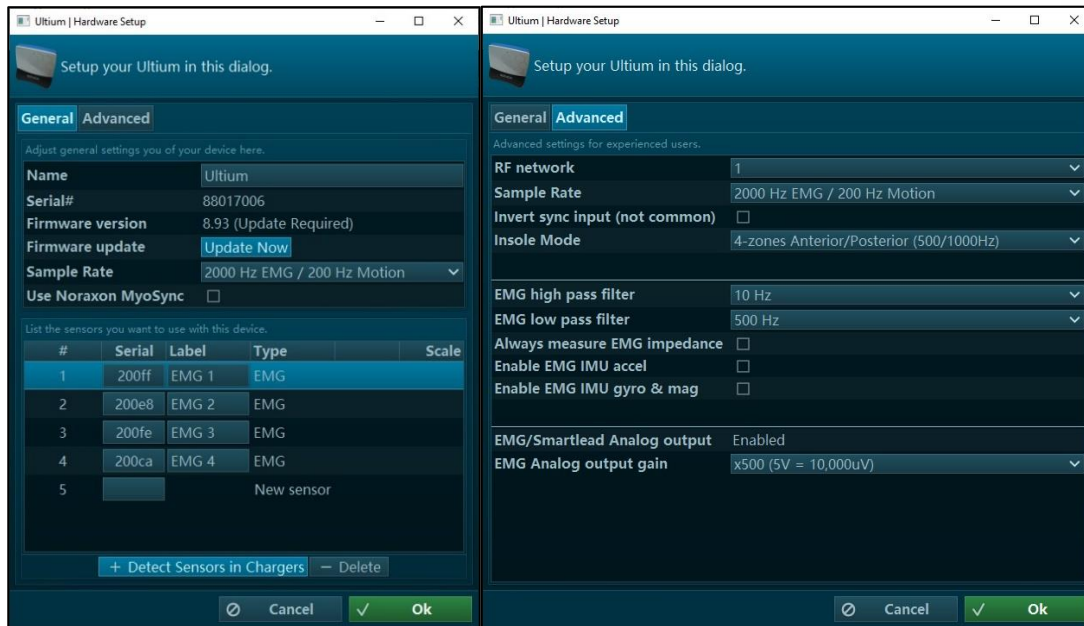 Ultium | Hardware Setup
Setup your Ultium in this dialog.
General Advanced
Adjust general settings you of your device here.
Name Ultium
Serial# 88017006
Firmware version 8.93 (Update Required)
Firmware update Update Now
Sample Rate 2000 Hz EMG / 200 Hz Motion
Use Noraxon MyoSync
List the sensors you want to use with this device.
# Serial Label Type Scale
1 200ff EMG 1 EMG
2 200e8 EMG 2 EMG
3 200fe EMG 3 EMG
4 200ca EMG 4 EMG
5 New sensor
+ Detect Sensors in Chargers − Delete
Cancel Ok
Ultium | Hardware Setup
Setup your Ultium in this dialog.
General Advanced
Advanced settings for experienced users.
RF network 1
Sample Rate 2000 Hz EMG / 200 Hz Motion
Invert sync input (not common)
Insole Mode 4-zones Anterior/Posterior (500/1000Hz)
EMG high pass filter 10 Hz
EMG low pass filter 500 Hz
Always measure EMG impedance
Enable EMG IMU accel
Enable EMG IMU gyro & mag
EMG/Smartlead Analog output Enabled
EMG Analog output gain x500 (5V = 10,000uV)
Cancel Ok